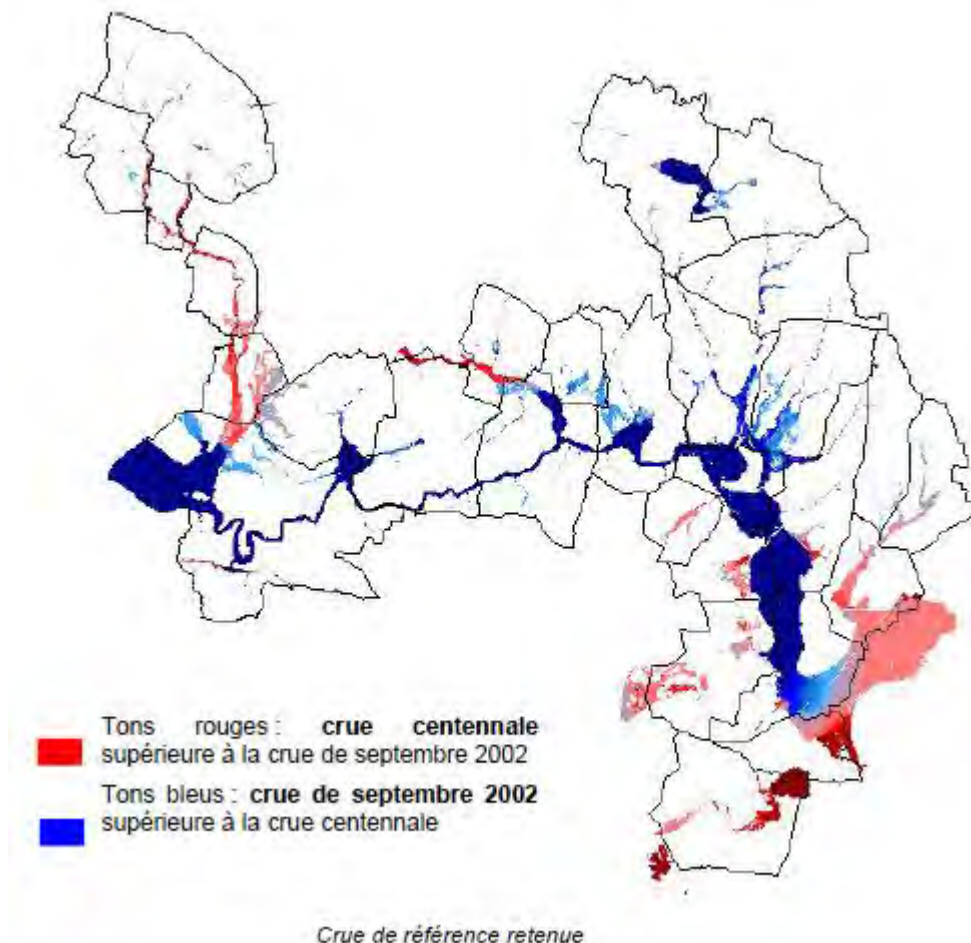 Tons rouges : crue centennale
supérieure à la crue de septembre 2002
Tons bleus : crue de septembre 2002
supérieure à la crue centennale
Crue de référence retenue